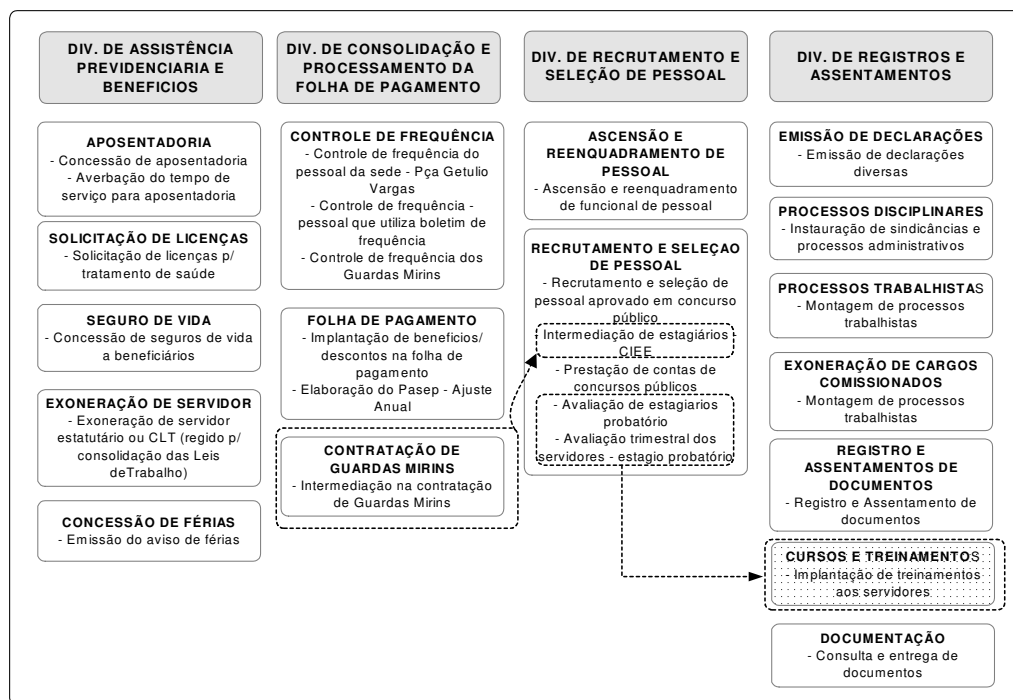 DIV. DE ASSISTÊNCIA
PREVIDENCIARIA E
BENEFICIOS
APOSENTADORIA
- Concessão de aposentadoria
- Averbação do tempo de
serviço para aposentadoria
SOLICITAÇÃO DE LICENÇAS
- Solicitação de licenças p/
tratamento de saúde
SEGURO DE VIDA
- Concessão de seguros de vida
a beneficiários
EXONERAÇÃO DE SERVIDOR
- Exoneração de servidor
estatutário ou CLT (regido p/
consolidação das Leis
deTrabalho)
CONCESSÃO DE FÉRIAS
- Emissão do aviso de férias
DIV. DE CONSOLIDAÇÃO E
PROCESSAMENTO DA
FOLHA DE PAGAMENTO
CONTROLE DE FREQUÊNCIA
- Controle de frequência do
pessoal da sede - Pça Getulio
Vargas
- Controle de frequência -
pessoal que utiliza boletim de
frequência
- Controle de frequência dos
Guardas Mirins
FOLHA DE PAGAMENTO
- Implantação de beneficios/
descontos na folha de
pagamento
- Elaboração do Pasep - Ajuste
Anual
CONTRATAÇÃO DE
GUARDAS MIRINS
- Intermediação na contratação
de Guardas Mirins
DIV. DE RECRUTAMENTO E
SELEÇÃO DE PESSOAL
ASCENSÃO E
REENQUADRAMENTO DE
PESSOAL
- Ascensão e reenquadramento
de funcional de pessoal
RECRUTAMENTO E SELEÇAO
DE PESSOAL
- Recrutamento e seleção de
pessoal aprovado em concurso
público
Intermediação de estagiários -
CIEE
- Prestação de contas de
concursos públicos
- Avaliação de estagiarios
probatório
- Avaliação trimestral dos
servidores - estagio probatório
DIV. DE REGISTROS E
ASSENTAMENTOS
EMISSÃO DE DECLARAÇÕES
- Emissão de declarações
diversas
PROCESSOS DISCIPLINARES
- Instauração de sindicâncias e
processos administrativos
PROCESSOS TRABALHISTAS
- Montagem de processos
trabalhistas
EXONERAÇÃO DE CARGOS
COMISSIONADOS
- Montagem de processos
trabalhistas
REGISTRO E
ASSENTAMENTOS DE
DOCUMENTOS
- Registro e Assentamento de
documentos
CURSOS E TREINAMENTOS
- Implantação de treinamentos
aos servidores
DOCUMENTAÇÃO
- Consulta e entrega de
documentos